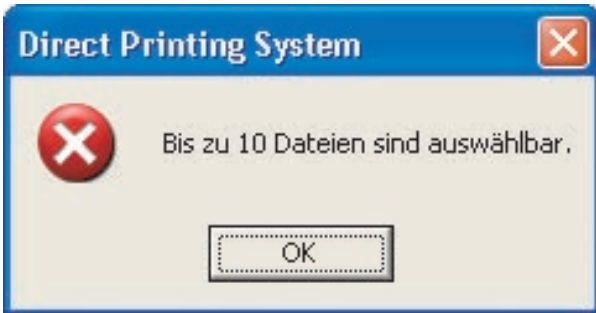 Direct Printing System
Bis zu 10 Dateien sind auswählbar.
OK